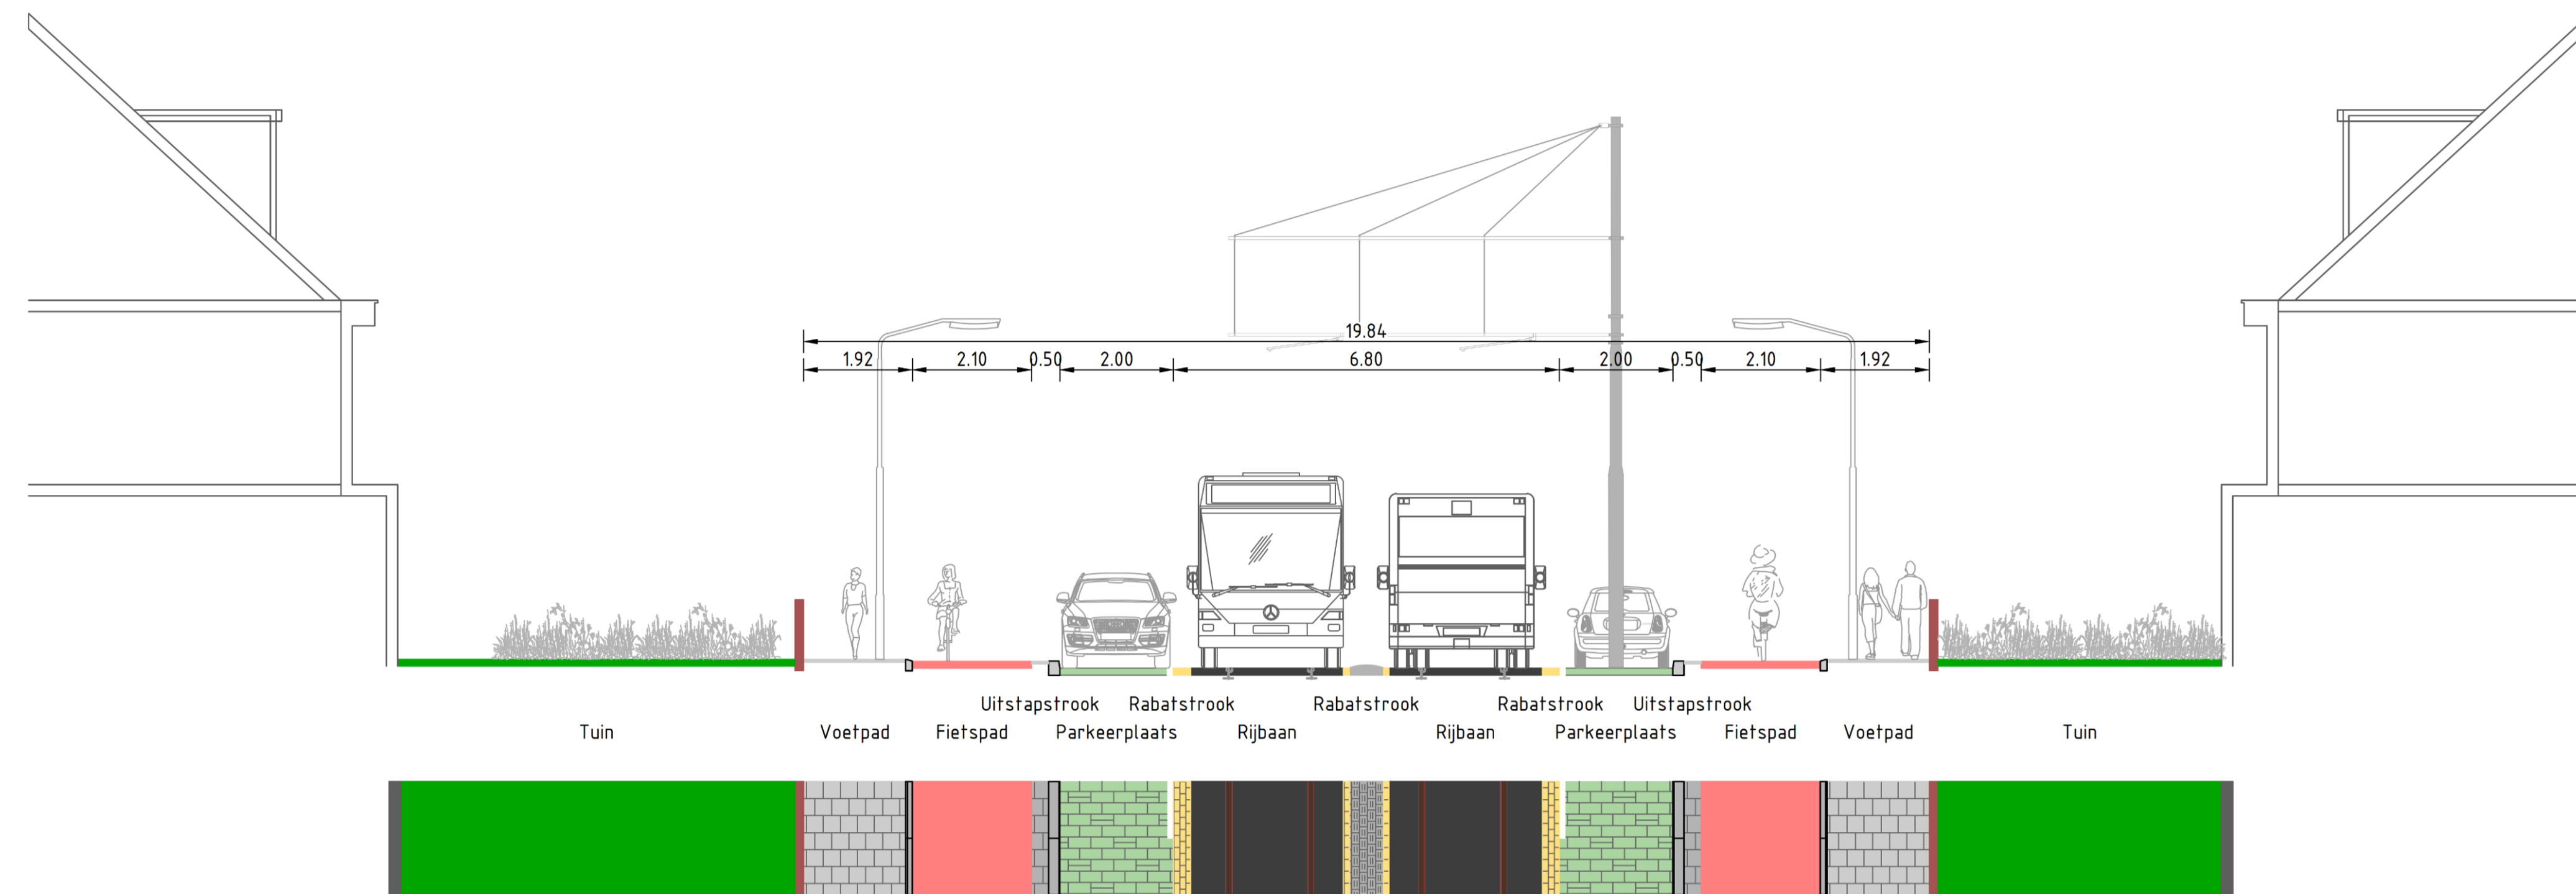 19.84
1.92 2.10 0.50 2.00 6.80 2.00 0.50 2.10 1.92
Uitstapstrook Rabatstrook Rabatstrook Rabatstrook Uitstapstrook
Tuin Voetpad Fietspad Parkeerplaats Rijbaan Rijbaan Parkeerplaats Fietspad Voetpad Tuin